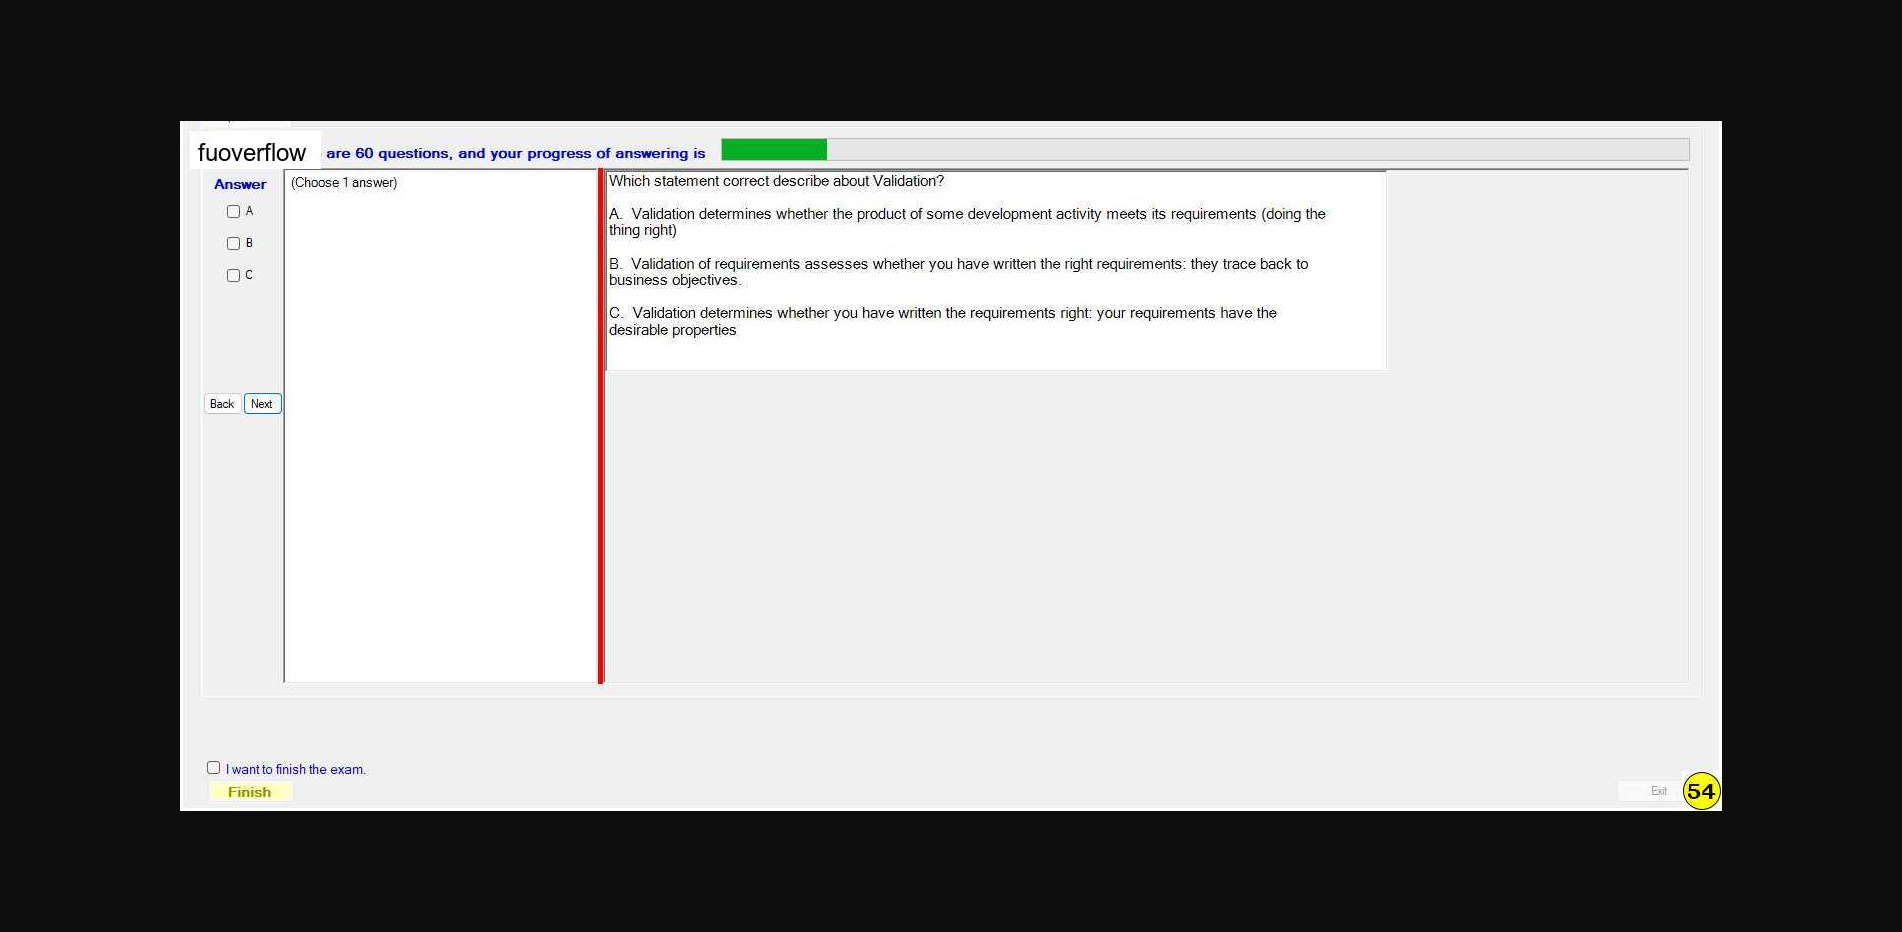 fuoverflow are 60 questions, and your progress of answering is
Answer
(Choose 1 answer)
A
B
C
Back Next
Which statement correct describe about Validation?
A. Validation determines whether the product of some development activity meets its requirements (doing the
thing right)
B. Validation of requirements assesses whether you have written the right requirements: they trace back to
business objectives.
C. Validation determines whether you have written the requirements right: your requirements have the
desirable properties
I want to finish the exam.
Finish
Exit
54